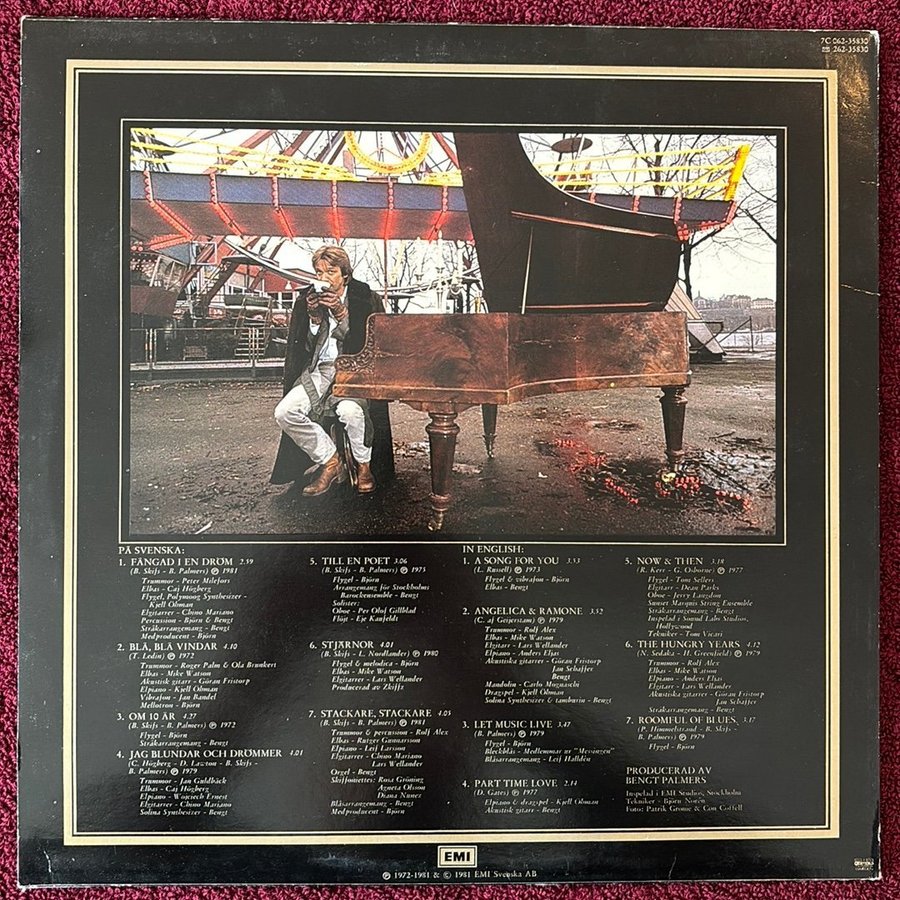 7C 062-35830
262-35830
PÅ SVENSKA:
1. FÅNGAD I EN DRÖM 2.59
(B. Skifs - B. Palmers) Ⓟ 1981
Trummor - Peter Milefors
Elbas - Caj Högberg
Flygel, Polymoog Synthesizer -
Kjell Öhman
Elgitarrer - Chino Mariano
Percussion - Björn & Bengt
Stråkarrangemang - Bengt
Medproducent - Björn
2. BLÅ, BLÅ VINDAR 4.10
(T. Ledin) Ⓟ 1972
Trummor - Roger Palm & Ola Brunkert
Elbas - Mike Watson
Akustisk gitarr - Göran Fristorp
Elpiano - Kjell Öhman
Vibrafon - Jan Bandel
Mellotron - Björn
3. OM 10 ÅR 4.27
(B. Skifs - B. Palmers) Ⓟ 1972
Flygel - Björn
Stråkarrangemang - Bengt
4. JAG BLUNDAR OCH DRÖMMER 4.01
(C. Högberg - D. Lawton - B. Skifs -
B. Palmers) Ⓟ 1979
Trummor - Jan Guldbäck
Elbas - Caj Högberg
Elpiano - Wojciech Ernest
Elgitarrer - Chino Mariano
Solina Synthesizer - Bengt
5. TILL EN POET 3.06
(B. Skifs - B. Palmers) Ⓟ 1975
Flygel - Björn
Arrangemang för Stockholms
Barockensemble - Bengt
Solister:
Oboe - Per Olof Gillblad
Flöjt - Eje Kaufeldt
6. STJÄRNOR 4.01
(B. Skifs - L. Nordlander) Ⓟ 1980
Flygel & melodica - Björn
Elbas - Mike Watson
Elgitarrer - Lars Wellander
Producerad av Zkiffz
7. STACKARE, STACKARE 4.05
(B. Skifs - B. Palmers) Ⓟ 1981
Trummor & percussion - Rolf Alex
Elbas - Rutger Gunnarsson
Elpiano - Leif Larsson
Elgitarrer - Chino Mariano
Lars Wellander
Orgel - Bengt
Skiffoniettes: Rosa Gröning
Agneta Olsson
Diana Nunez
Blåsarrangemang - Bengt
Medproducent - Björn
IN ENGLISH:
1. A SONG FOR YOU 3.53
(L. Russell) Ⓟ 1973
Flygel & vibrafon - Björn
Elbas - Bengt
2. ANGELICA & RAMONE 3.52
(C. af Geijerstam) Ⓟ 1979
Trummor - Rolf Alex
Elbas - Mike Watson
Elgitarr - Lars Wellander
Elpiano - Anders Eljas
Akustiska gitarrer - Göran Fristorp
Jan Schaffer
Bengt
Mandolin - Carlo Mognaschi
Dragspel - Kjell Öhman
Solina Synthesizer & tamburin - Bengt
3. LET MUSIC LIVE 3.47
(B. Palmers) Ⓟ 1979
Flygel - Björn
Bleckblås - Medlemmar ur "Messingen"
Blåsarrangemang - Leif Halldén
4. PART TIME LOVE 2.14
(D. Gates) Ⓟ 1977
Elpiano & dragspel - Kjell Öhman
Akustisk gitarr - Bengt
5. NOW & THEN 3.18
(R. Kerr - G. Osborne) Ⓟ 1977
Flygel - Tom Sellers
Elgitarr - Dean Parks
Oboe - Jerry Langdon
Sunset Marquis String Ensemble
Stråkarrangemang - Bengt
Inspelad i Sound Labs Studios,
Hollywood
Tekniker - Tom Vicari
6. THE HUNGRY YEARS 4.12
(N. Sedaka - H. Greenfield) Ⓟ 1979
Trummor - Rolf Alex
Elbas - Mike Watson
Elpiano - Anders Eljas
Elgitarr - Lars Wellander
Akustiska gitarrer - Göran Fristorp
Jan Schaffer
Stråkarrangemang - Bengt
7. ROOMFUL OF BLUES, 3.17
(P. Himmelstrand - B. Skifs -
B. Palmers) Ⓟ 1979
Flygel - Björn
PRODUCERAD AV
BENGT PALMERS
Inspelad i EMI Studios, Stockholm
Tekniker - Björn Norén
Foto: Patrik Grome & Con Coffell
EMI
Ⓟ 1972-1981 & © 1981 EMI Svenska AB